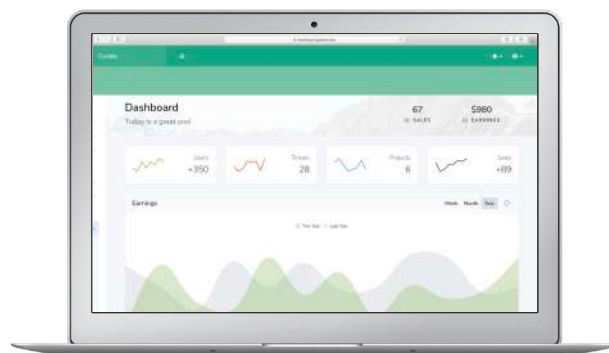 Dashboard
Today is a great one!
67
SALES
$980
EARNINGS
Users
+350
Tickets
28
Projects
6
Sales
+89
Earnings
Week Month Year
This Year Last Year